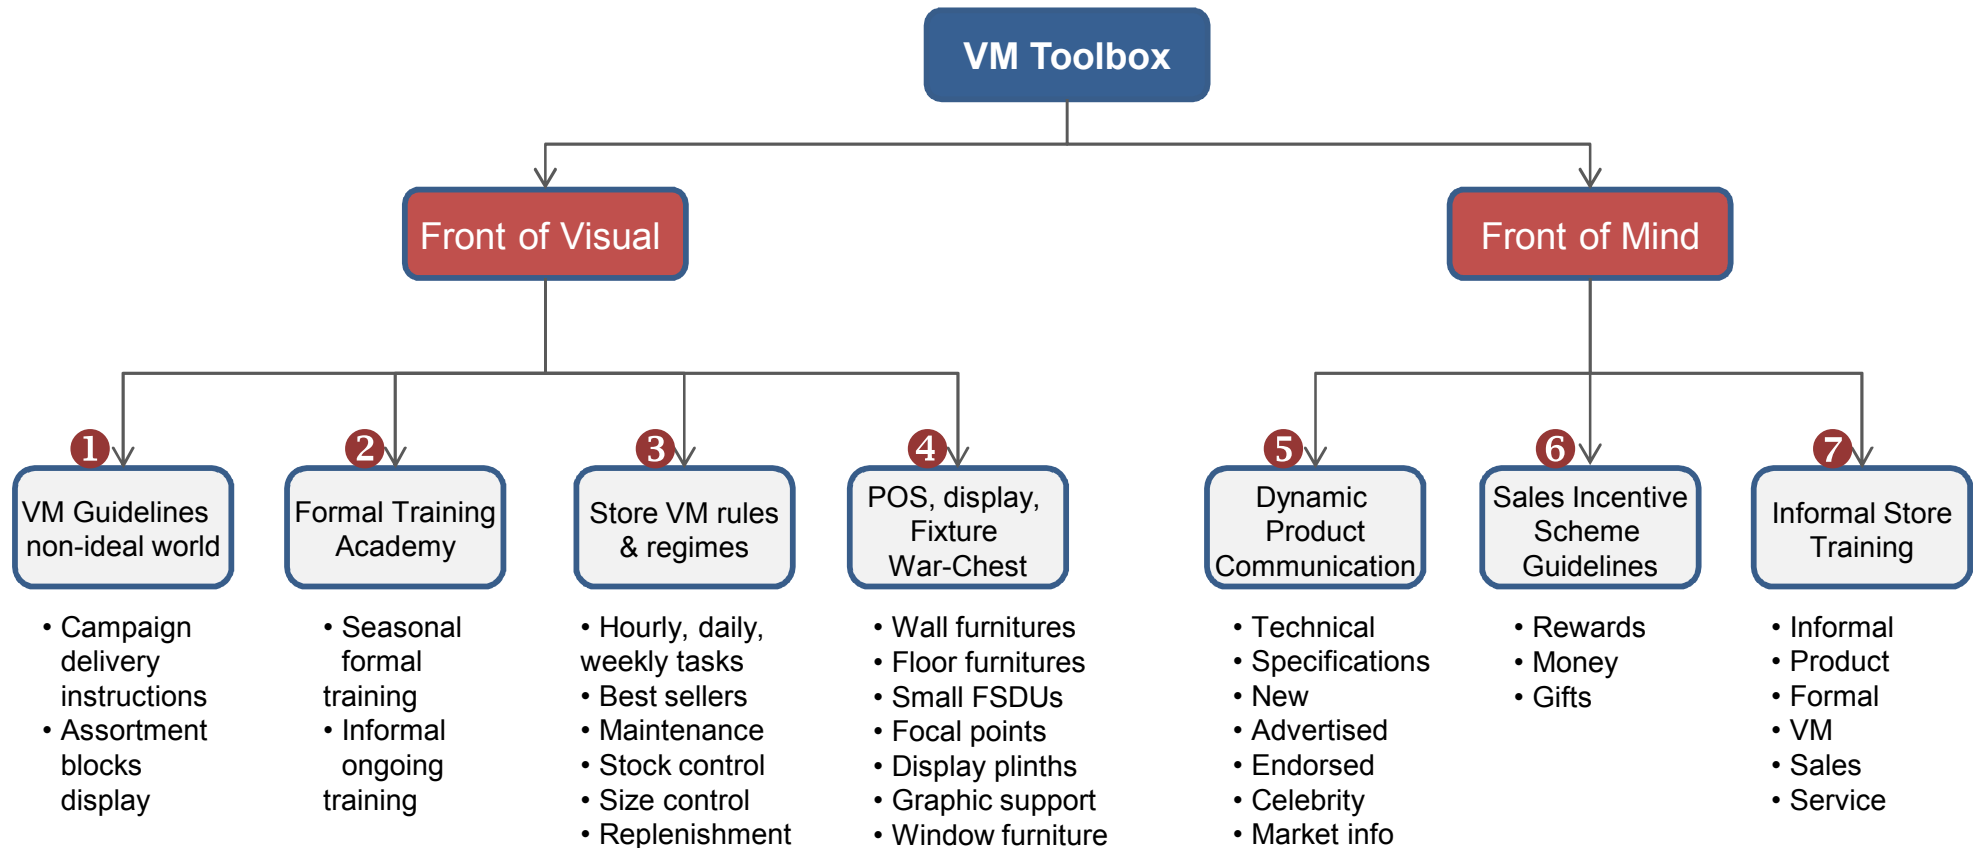 VM Toolbox
Front of Visual
Front of Mind
1
VM Guidelines
non-ideal world
• Campaign
delivery
instructions
• Assortment
blocks
display
2
Formal Training
Academy
• Seasonal
formal
training
• Informal
ongoing
training
3
Store VM rules
& regimes
• Hourly, daily,
weekly tasks
• Best sellers
• Maintenance
• Stock control
• Size control
• Replenishment
4
POS, display,
Fixture
War-Chest
• Wall furnitures
• Floor furnitures
• Small FSDUs
• Focal points
• Display plinths
• Graphic support
• Window furniture
5
Dynamic
Product
Communication
• Technical
• Specifications
• New
• Advertised
• Endorsed
• Celebrity
• Market info
6
Sales Incentive
Scheme
Guidelines
• Rewards
• Money
• Gifts
7
Informal Store
Training
• Informal
• Product
• Formal
• VM
• Sales
• Service